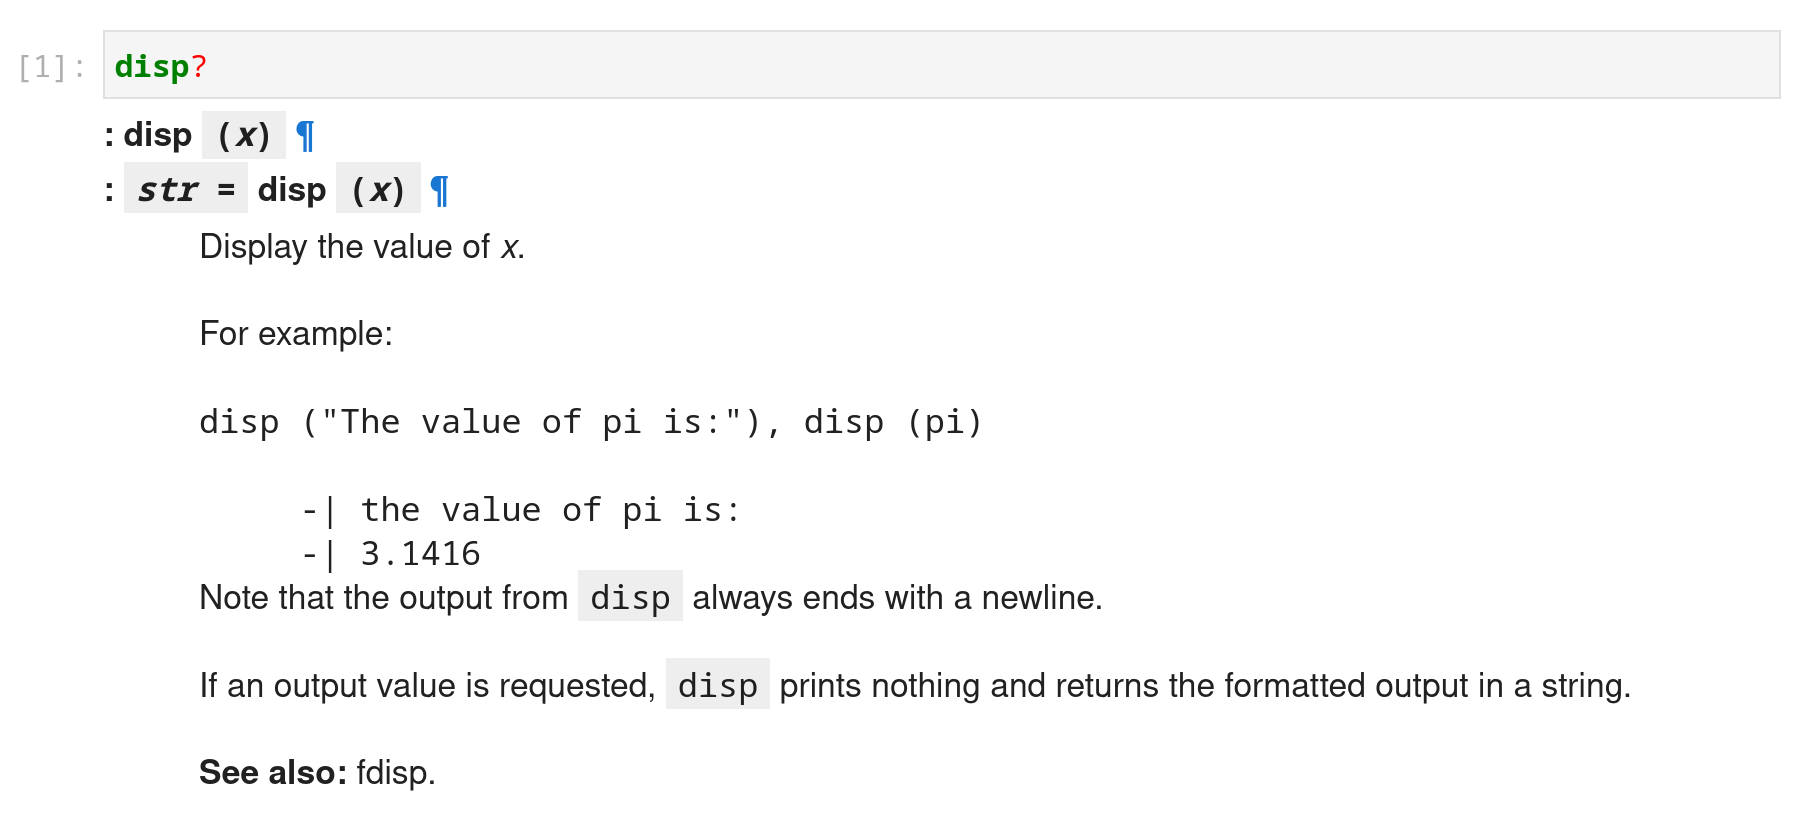 [1]: disp?
: disp (x) ¶
: str = disp (x) ¶
Display the value of x.
For example:
disp ("The value of pi is:"), disp (pi)
-| the value of pi is:
-| 3.1416
Note that the output from disp always ends with a newline.
If an output value is requested, disp prints nothing and returns the formatted output in a string.
See also: fdisp.